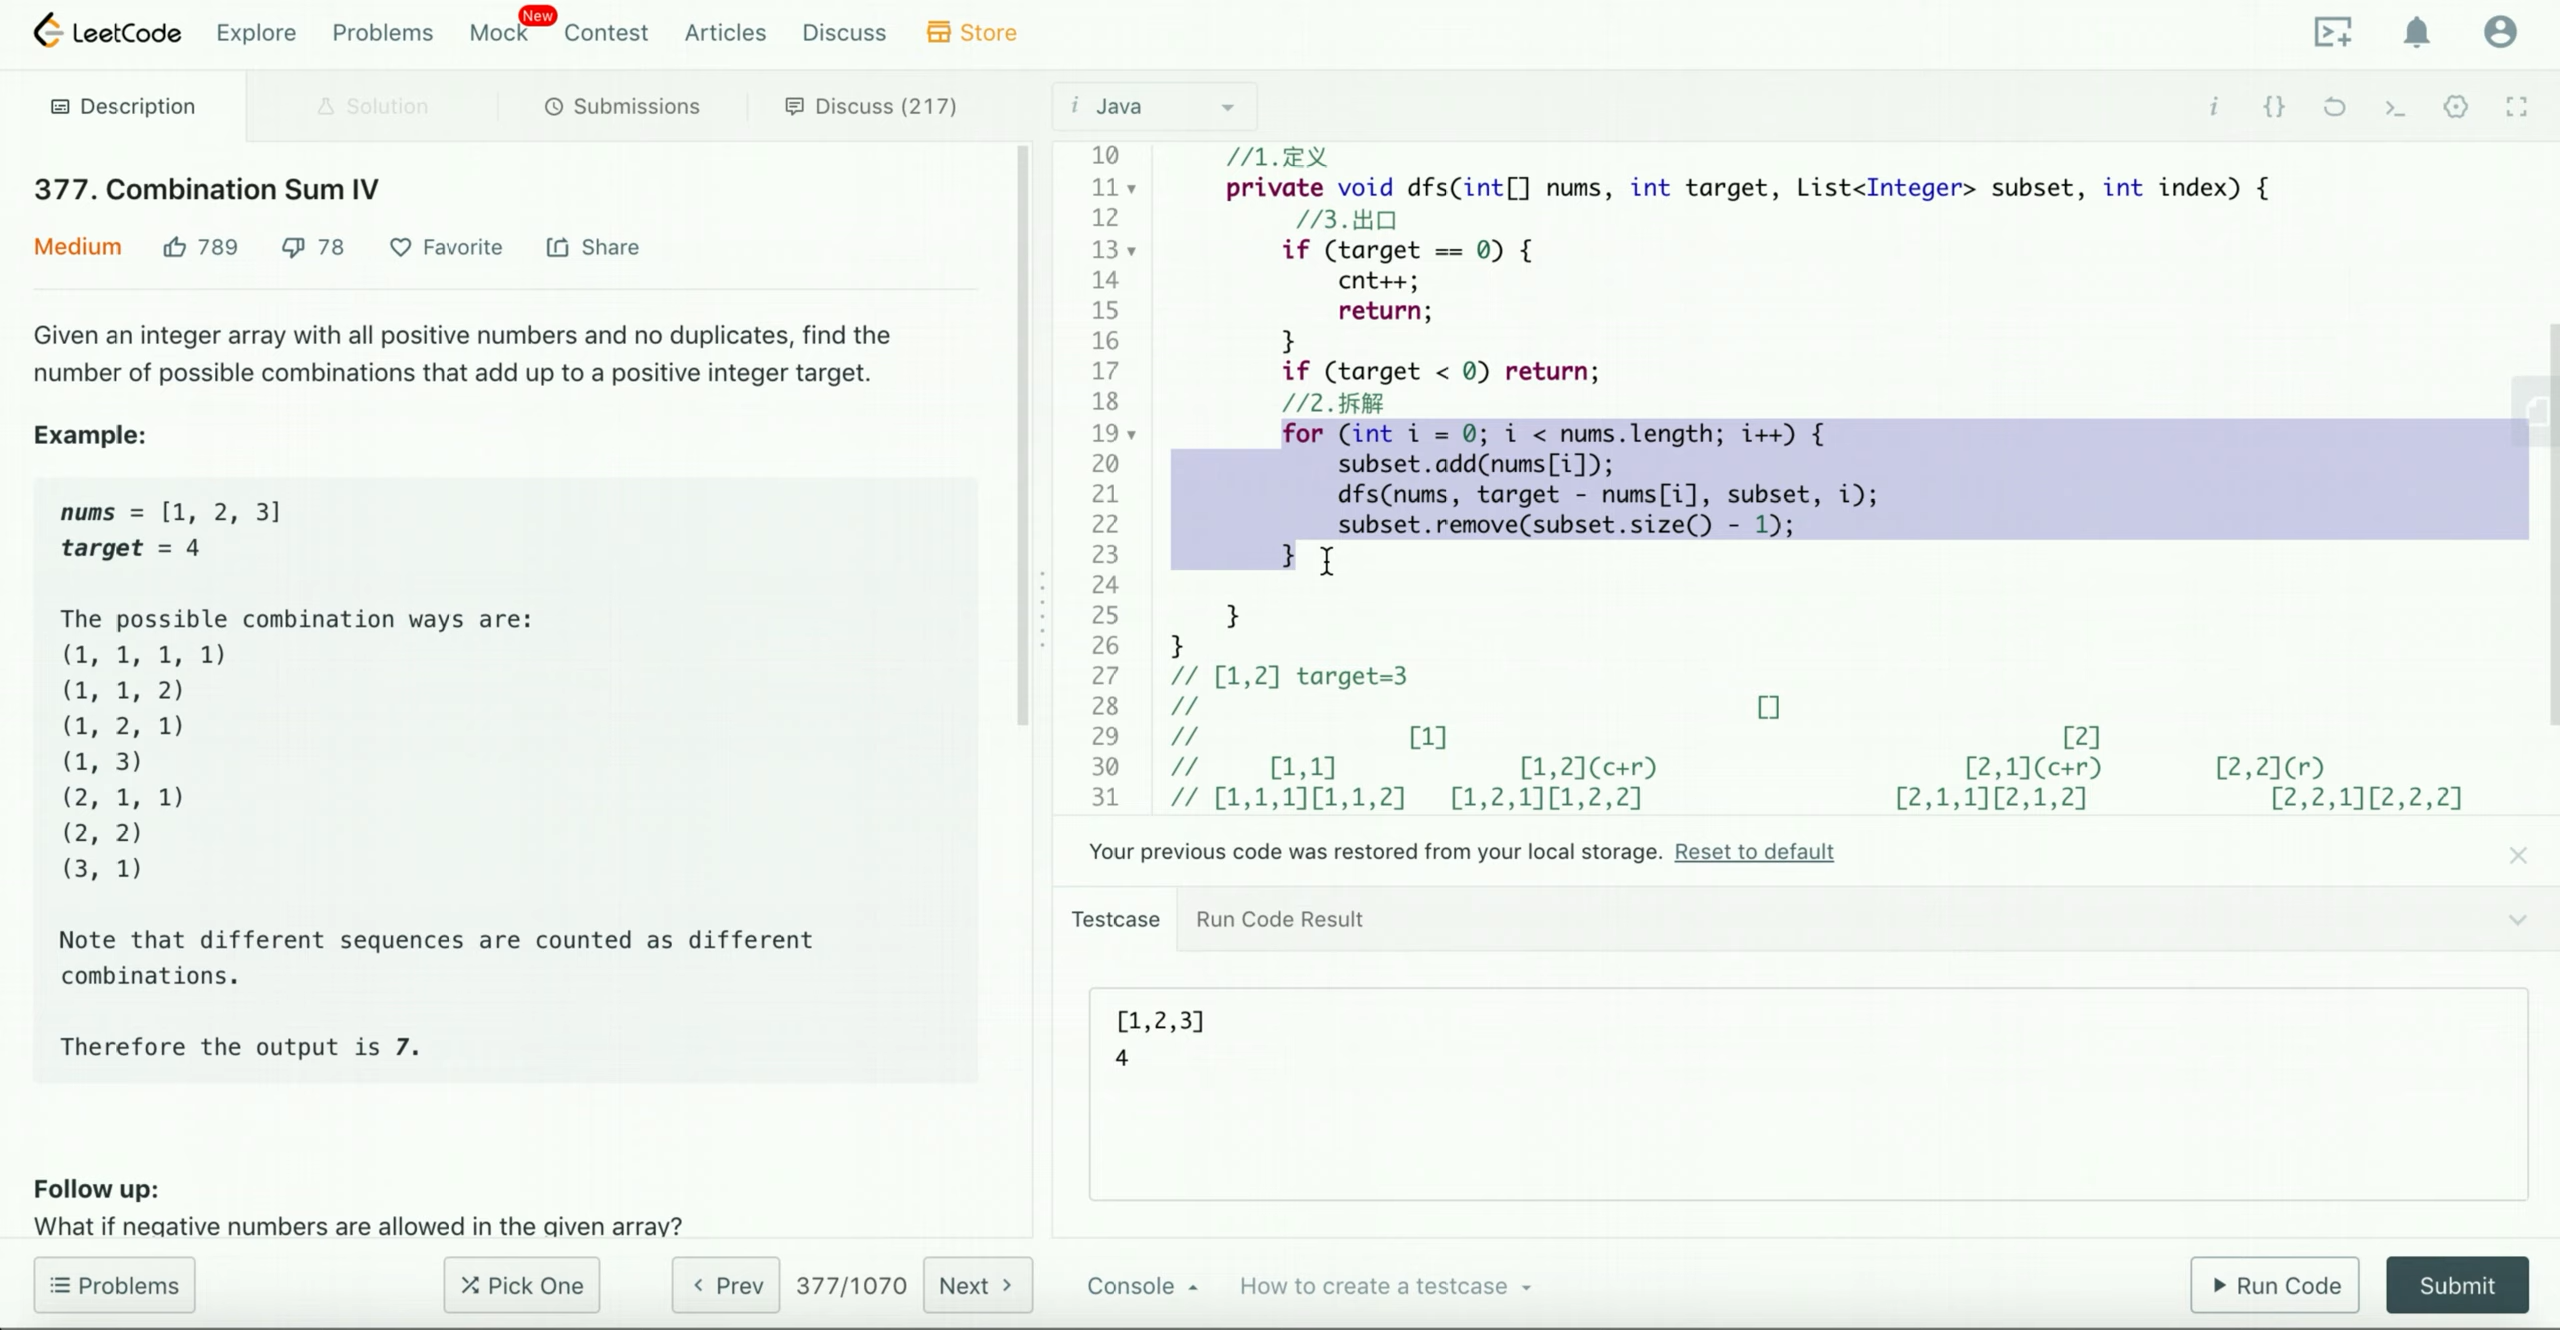 LeetCode Explore Problems Mock New Contest Articles Discuss Store
Description Solution Submissions Discuss (217)
377. Combination Sum IV
Medium 789 78 Favorite Share
Given an integer array with all positive numbers and no duplicates, find the
number of possible combinations that add up to a positive integer target.
Example:
nums = [1, 2, 3]
target = 4
The possible combination ways are:
(1, 1, 1, 1)
(1, 1, 2)
(1, 2, 1)
(1, 3)
(2, 1, 1)
(2, 2)
(3, 1)
Note that different sequences are counted as different
combinations.
Therefore the output is 7.
Follow up:
What if negative numbers are allowed in the given array?
Problems Pick One Prev 377/1070 Next
i Java i {}
10 //1.定义
11 private void dfs(int[] nums, int target, List<Integer> subset, int index) {
12 //3.出口
13 if (target == 0) {
14 cnt++;
15 return;
16 }
17 if (target < 0) return;
18 //2.拆解
19 for (int i = 0; i < nums.length; i++) {
20 subset.add(nums[i]);
21 dfs(nums, target - nums[i], subset, i);
22 subset.remove(subset.size() - 1);
23 }
24
25 }
26 }
27 // [1,2] target=3
28 // []
29 // [1] [2]
30 // [1,1] [1,2](c+r) [2,1](c+r) [2,2](r)
31 // [1,1,1][1,1,2] [1,2,1][1,2,2] [2,1,1][2,1,2] [2,2,1][2,2,2]
Your previous code was restored from your local storage. Reset to default
Testcase Run Code Result
[1,2,3]
4
Console How to create a testcase Run Code Submit